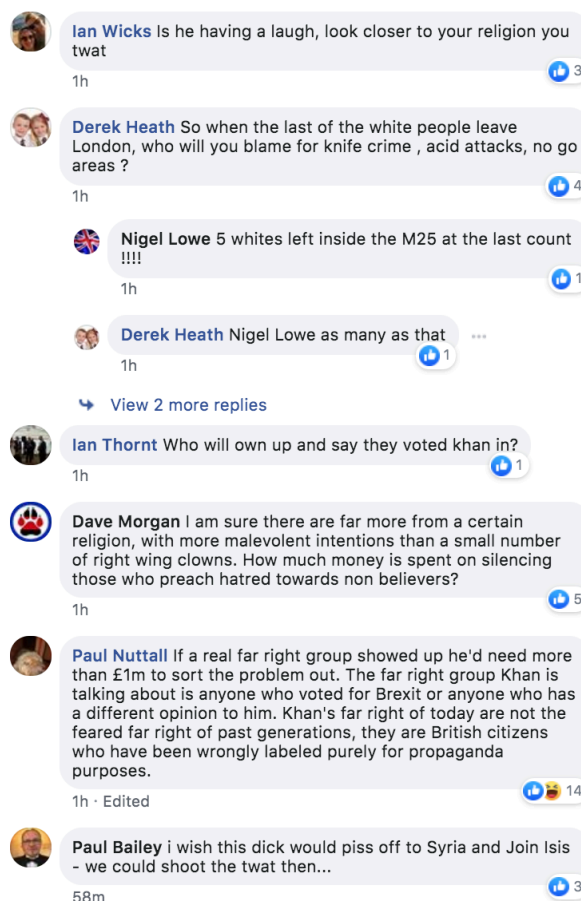 Ian Wicks Is he having a laugh, look closer to your religion you
twat
3
1h
Derek Heath So when the last of the white people leave
London, who will you blame for knife crime , acid attacks, no go
areas ?
4
1h
Nigel Lowe 5 whites left inside the M25 at the last count
!!!!
1
1h
Derek Heath Nigel Lowe as many as that
1
1h
View 2 more replies
Ian Thornt Who will own up and say they voted khan in?
1
1h
Dave Morgan I am sure there are far more from a certain
religion, with more malevolent intentions than a small number
of right wing clowns. How much money is spent on silencing
those who preach hatred towards non believers?
5
1h
Paul Nuttall If a real far right group showed up he'd need more
than £1m to sort the problem out. The far right group Khan is
talking about is anyone who voted for Brexit or anyone who has
a different opinion to him. Khan's far right of today are not the
feared far right of past generations, they are British citizens
who have been wrongly labeled purely for propaganda
purposes.
14
1h · Edited
Paul Bailey i wish this dick would piss off to Syria and Join Isis
- we could shoot the twat then...
3
58m